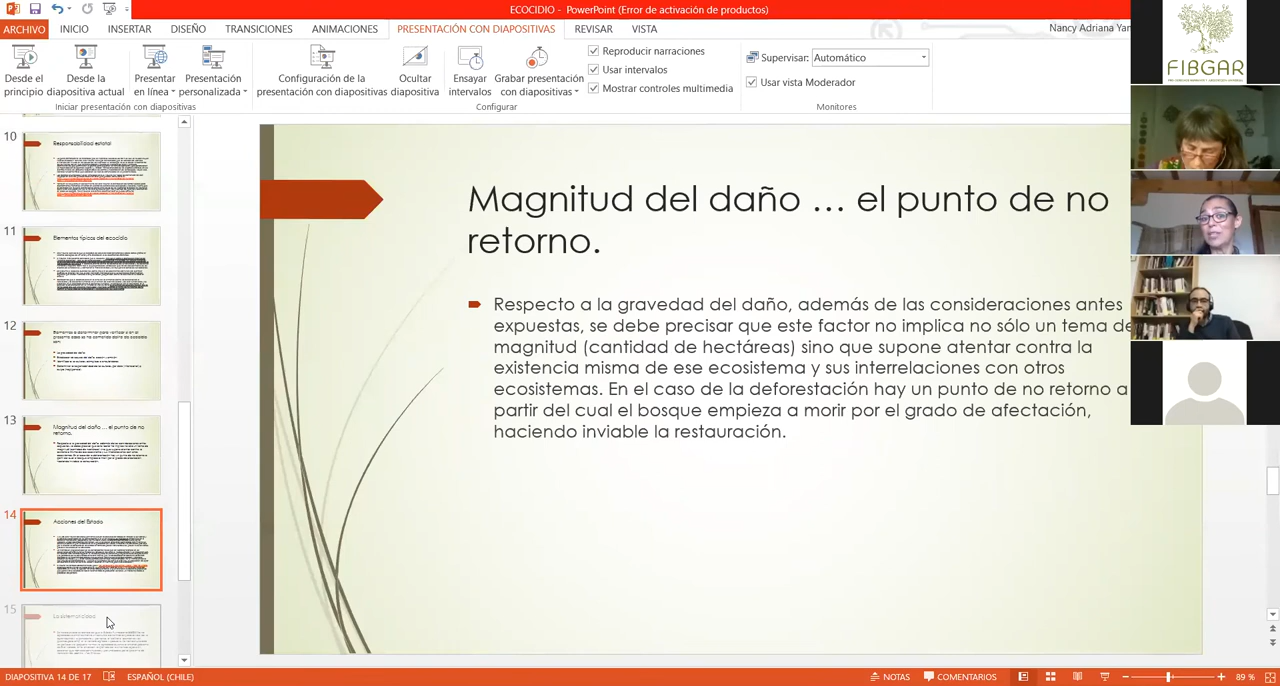 ECOCIDIO - PowerPoint (Error de activación de productos)
ARCHIVO INICIO INSERTAR DISEÑO TRANSICIONES ANIMACIONES PRESENTACIÓN CON DIAPOSITIVAS REVISAR VISTA
Nancy Adriana Yan
Desde el principio
Desde la diapositiva actual
Presentar en línea
Presentación personalizada
Iniciar presentación con diapositivas
Configuración de la presentación con diapositivas
Ocultar diapositiva
Ensayar intervalos
Grabar presentación con diapositivas
Reproducir narraciones
Usar intervalos
Mostrar controles multimedia
Configurar
Supervisar: Automático
Usar vista Moderador
Monitores
FIBGAR
10
Responsabilidad estatal
11
Elementos típicos del ecocidio
12
13
Magnitud del daño ... el punto de no
retorno.
14
Acciones del Estado
15
Magnitud del daño ... el punto de no
retorno.
Respecto a la gravedad del daño, además de las consideraciones antes
expuestas, se debe precisar que este factor no implica no sólo un tema de
magnitud (cantidad de hectáreas) sino que supone atentar contra la
existencia misma de ese ecosistema y sus interrelaciones con otros
ecosistemas. En el caso de la deforestación hay un punto de no retorno a
partir del cual el bosque empieza a morir por el grado de afectación,
haciendo inviable la restauración.
DIAPOSITIVA 14 DE 17 ESPAÑOL (CHILE) NOTAS COMENTARIOS 89 %